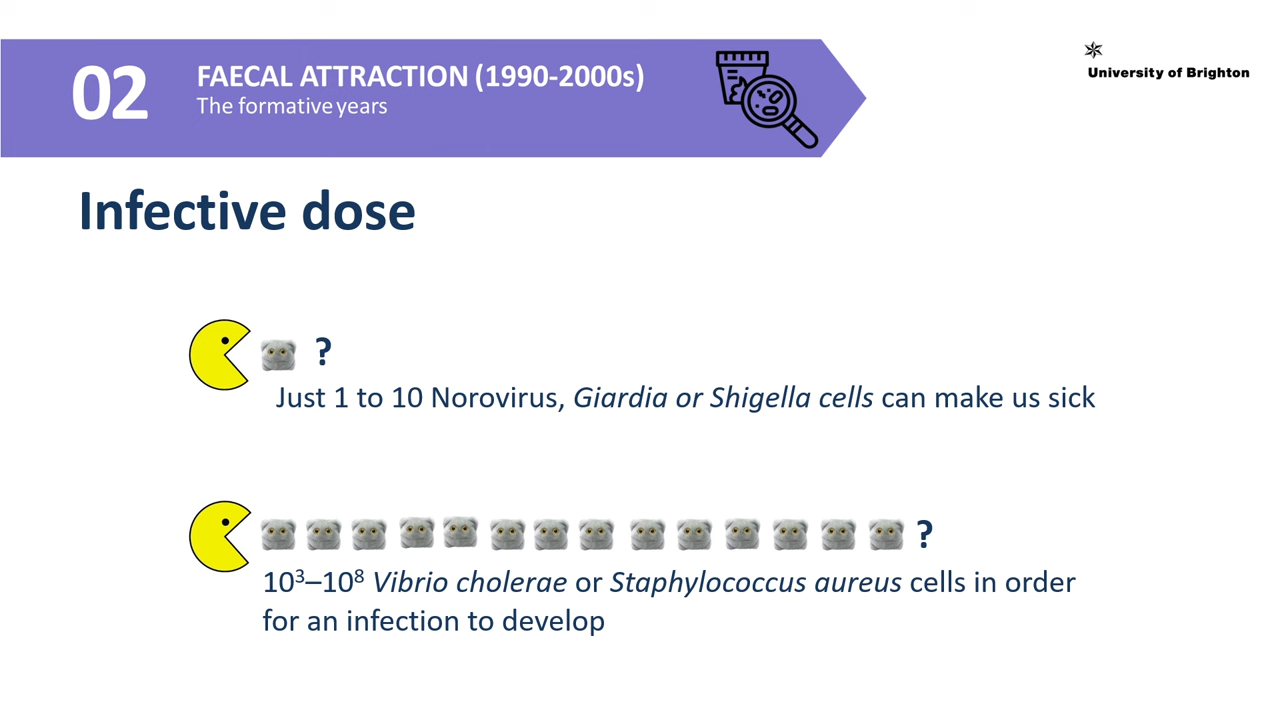 02
FAECAL ATTRACTION (1990-2000s)
The formative years
University of Brighton
Infective dose
?
Just 1 to 10 Norovirus, Giardia or Shigella cells can make us sick
?
10³–10⁸ Vibrio cholerae or Staphylococcus aureus cells in order
for an infection to develop